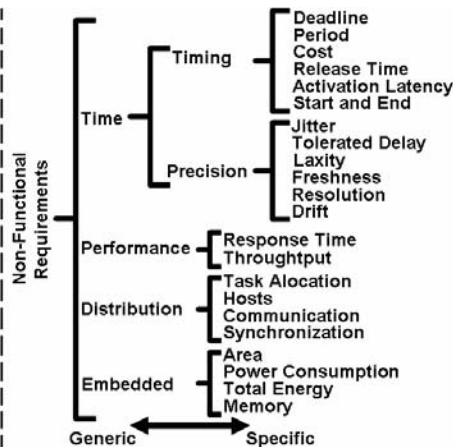 Non-Functional
Requirements
Time
Timing
Deadline
Period
Cost
Release Time
Activation Latency
Start and End
Precision
Jitter
Tolerated Delay
Laxity
Freshness
Resolution
Drift
Performance
Response Time
Throughtput
Distribution
Task Alocation
Hosts
Communication
Synchronization
Embedded
Area
Power Consumption
Total Energy
Memory
Generic
Specific